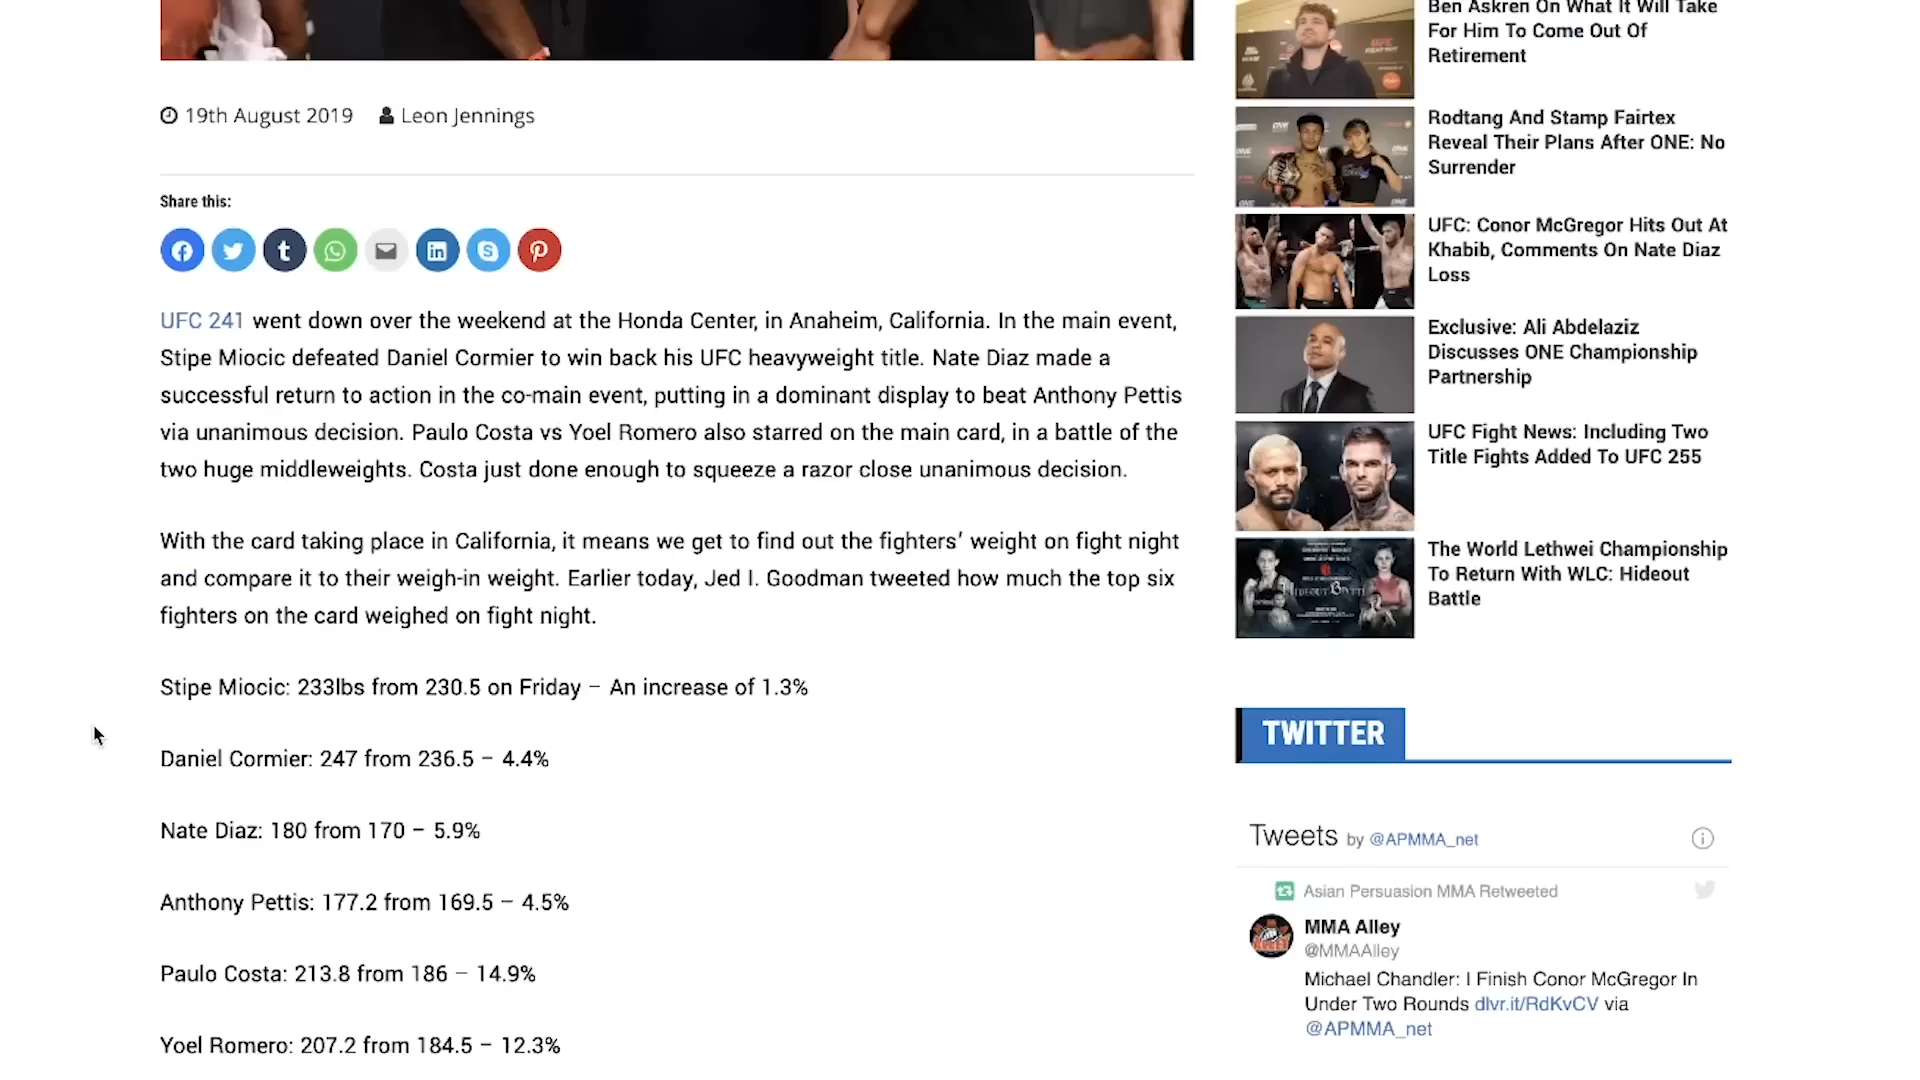 19th August 2019 Leon Jennings
Share this:
UFC 241 went down over the weekend at the Honda Center, in Anaheim, California. In the main event,
Stipe Miocic defeated Daniel Cormier to win back his UFC heavyweight title. Nate Diaz made a
successful return to action in the co-main event, putting in a dominant display to beat Anthony Pettis
via unanimous decision. Paulo Costa vs Yoel Romero also starred on the main card, in a battle of the
two huge middleweights. Costa just done enough to squeeze a razor close unanimous decision.
With the card taking place in California, it means we get to find out the fighters’ weight on fight night
and compare it to their weigh-in weight. Earlier today, Jed I. Goodman tweeted how much the top six
fighters on the card weighed on fight night.
Stipe Miocic: 233lbs from 230.5 on Friday – An increase of 1.3%
Daniel Cormier: 247 from 236.5 – 4.4%
Nate Diaz: 180 from 170 – 5.9%
Anthony Pettis: 177.2 from 169.5 – 4.5%
Paulo Costa: 213.8 from 186 – 14.9%
Yoel Romero: 207.2 from 184.5 – 12.3%
Ben Askren On What It Will Take
For Him To Come Out Of
Retirement
Rodtang And Stamp Fairtex
Reveal Their Plans After ONE: No
Surrender
UFC: Conor McGregor Hits Out At
Khabib, Comments On Nate Diaz
Loss
Exclusive: Ali Abdelaziz
Discusses ONE Championship
Partnership
UFC Fight News: Including Two
Title Fights Added To UFC 255
The World Lethwei Championship
To Return With WLC: Hideout
Battle
TWITTER
Tweets by @APMMA_net
Asian Persuasion MMA Retweeted
MMA Alley
@MMAAlley
Michael Chandler: I Finish Conor McGregor In
Under Two Rounds dlvr.it/RdKvCV via
@APMMA_net